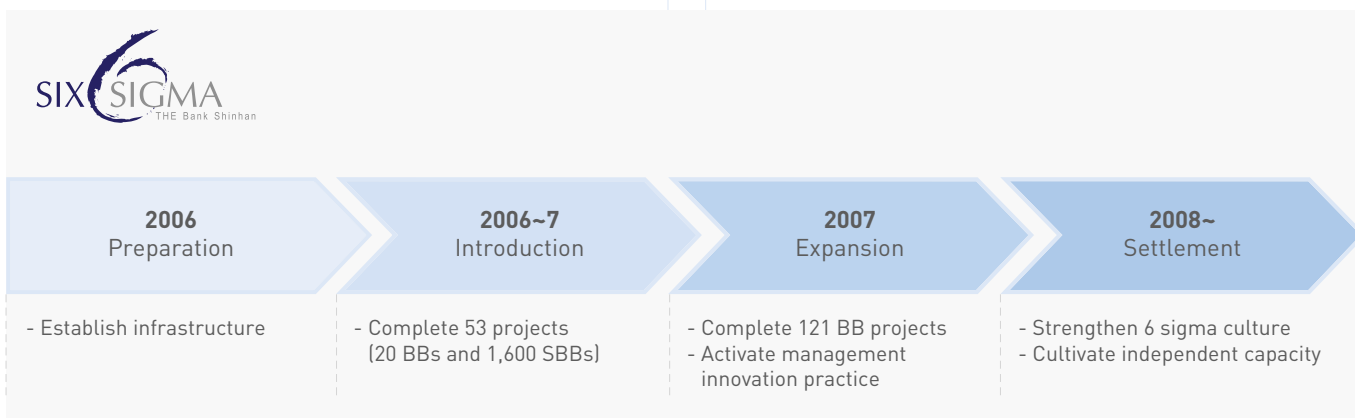 SIX SIGMA
THE Bank Shinhan
2006
Preparation
- Establish infrastructure
2006~7
Introduction
- Complete 53 projects
(20 BBs and 1,600 SBBs)
2007
Expansion
- Complete 121 BB projects
- Activate management
innovation practice
2008~
Settlement
- Strengthen 6 sigma culture
- Cultivate independent capacity